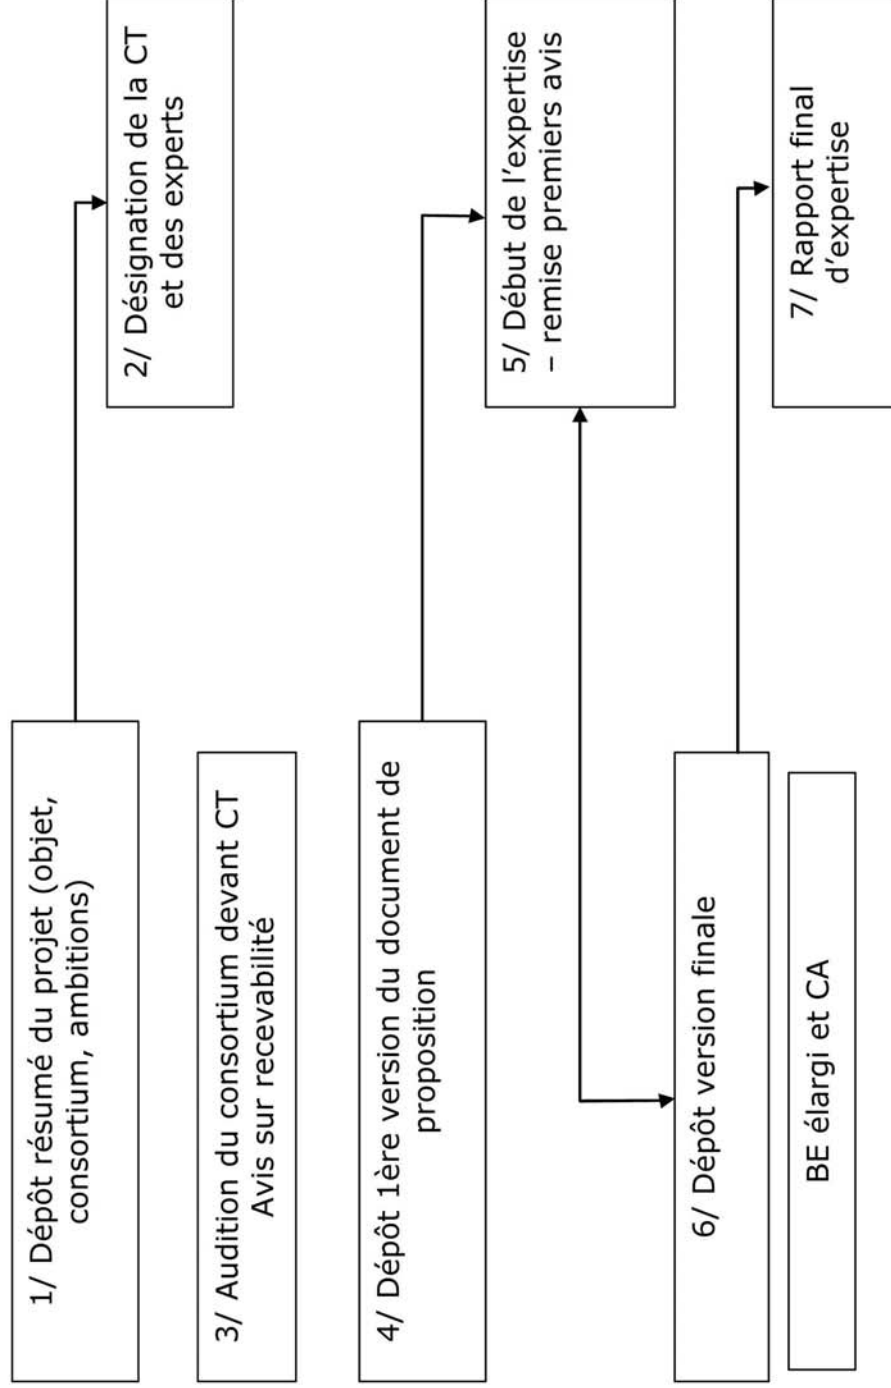 1/ Dépôt résumé du projet (objet,
consortium, ambitions)
2/ Désignation de la CT
et des experts
3/ Audition du consortium devant CT
Avis sur recevabilité
4/ Dépôt 1ère version du document de
proposition
5/ Début de l'expertise
– remise premiers avis
6/ Dépôt version finale
7/ Rapport final
d'expertise
BE élargi et CA